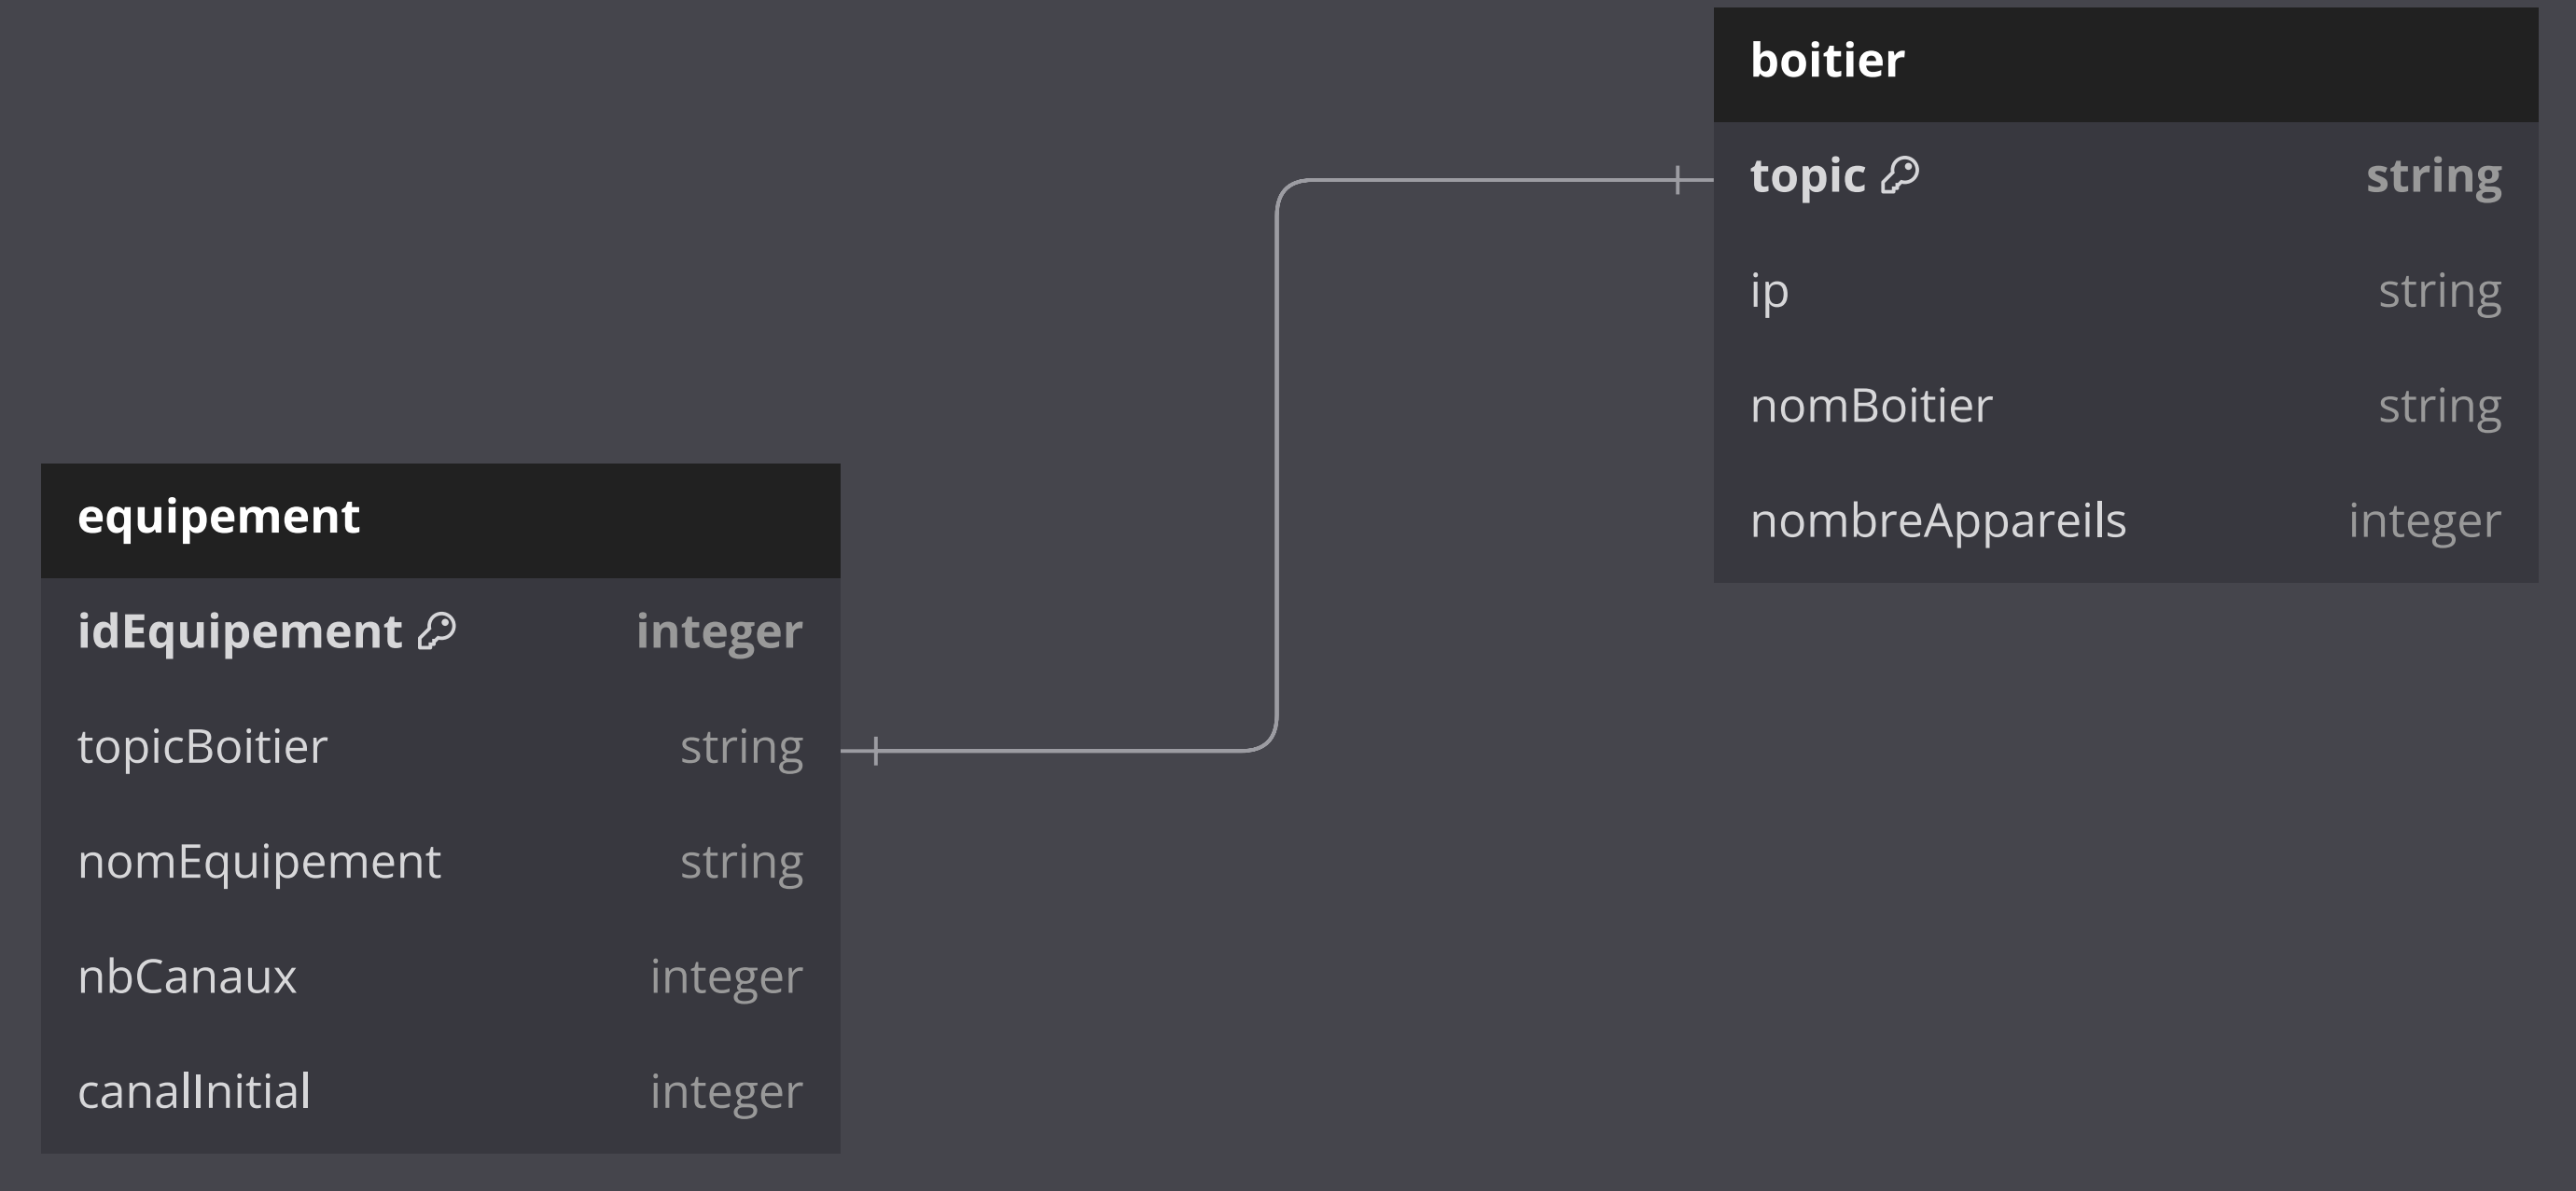 boitier
topic string
ip string
nomBoitier string
nombreAppareils integer
equipement
idEquipement integer
topicBoitier string
nomEquipement string
nbCanaux integer
canalInitial integer